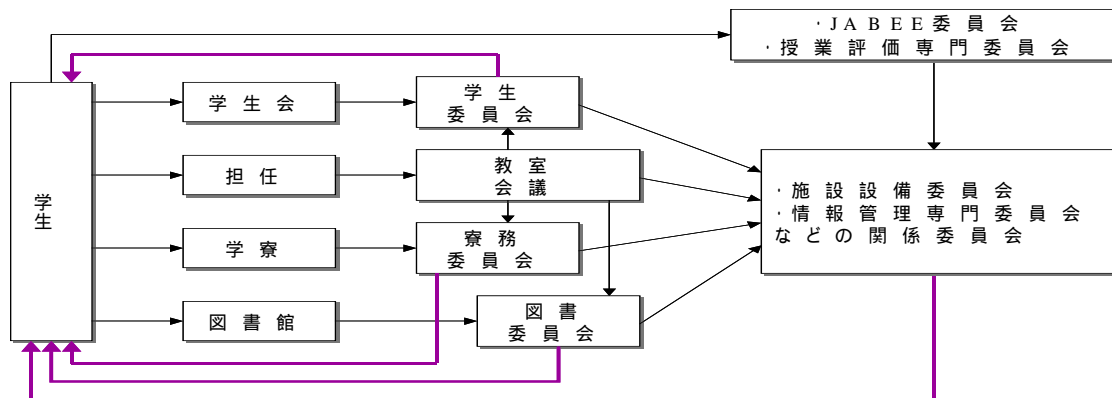 ・JABEE委員会
・授業評価専門委員会
学生
学生会
学生
委員会
担任
教室
会議
・施設設備委員会
・情報管理専門委員会
などの関係委員会
学寮
寮務
委員会
図書館
図書
委員会